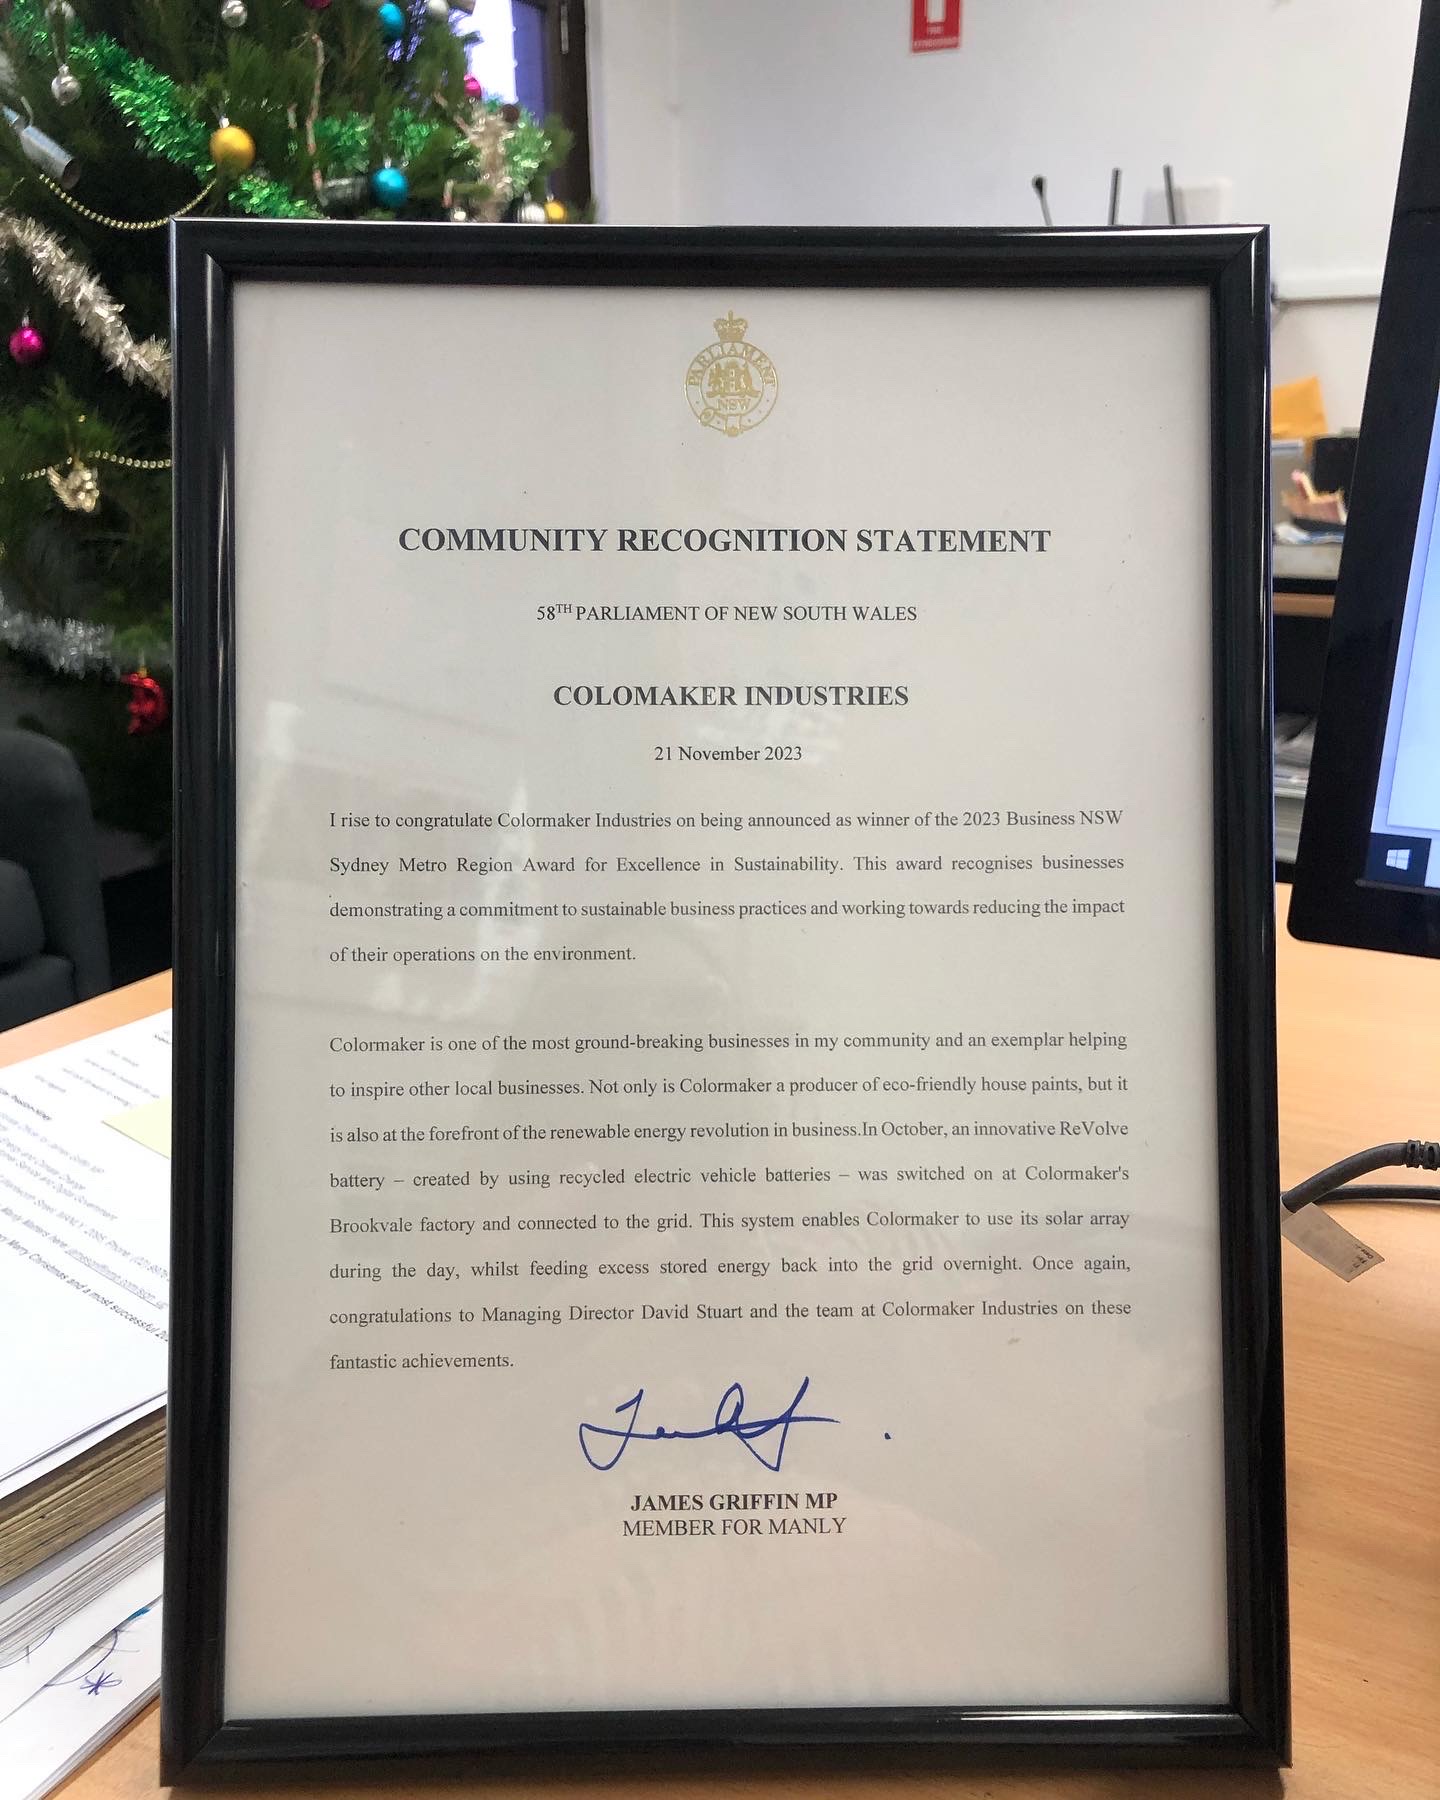 PARLIAMENT
NSW
COMMUNITY RECOGNITION STATEMENT
58TH PARLIAMENT OF NEW SOUTH WALES
COLOMAKER INDUSTRIES
21 November 2023
I rise to congratulate Colormaker Industries on being announced as winner of the 2023 Business NSW
Sydney Metro Region Award for Excellence in Sustainability. This award recognises businesses
demonstrating a commitment to sustainable business practices and working towards reducing the impact
of their operations on the environment.
Colormaker is one of the most ground-breaking businesses in my community and an exemplar helping
to inspire other local businesses. Not only is Colormaker a producer of eco-friendly house paints, but it
is also at the forefront of the renewable energy revolution in business.In October, an innovative ReVolve
battery – created by using recycled electric vehicle batteries – was switched on at Colormaker's
Brookvale factory and connected to the grid. This system enables Colormaker to use its solar array
during the day, whilst feeding excess stored energy back into the grid overnight. Once again,
congratulations to Managing Director David Stuart and the team at Colormaker Industries on these
fantastic achievements.
JAMES GRIFFIN MP
MEMBER FOR MANLY